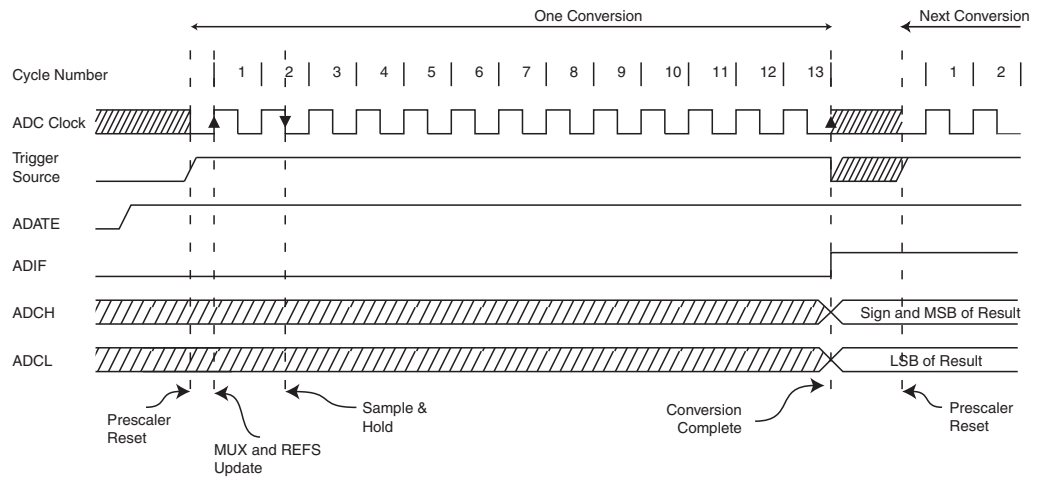 One Conversion
Next Conversion
Cycle Number
1 2 3 4 5 6 7 8 9 10 11 12 13 1 2
ADC Clock
Trigger
Source
ADATE
ADIF
ADCH
Sign and MSB of Result
ADCL
LSB of Result
Prescaler
Reset
MUX and REFS
Update
Sample &
Hold
Conversion
Complete
Prescaler
Reset